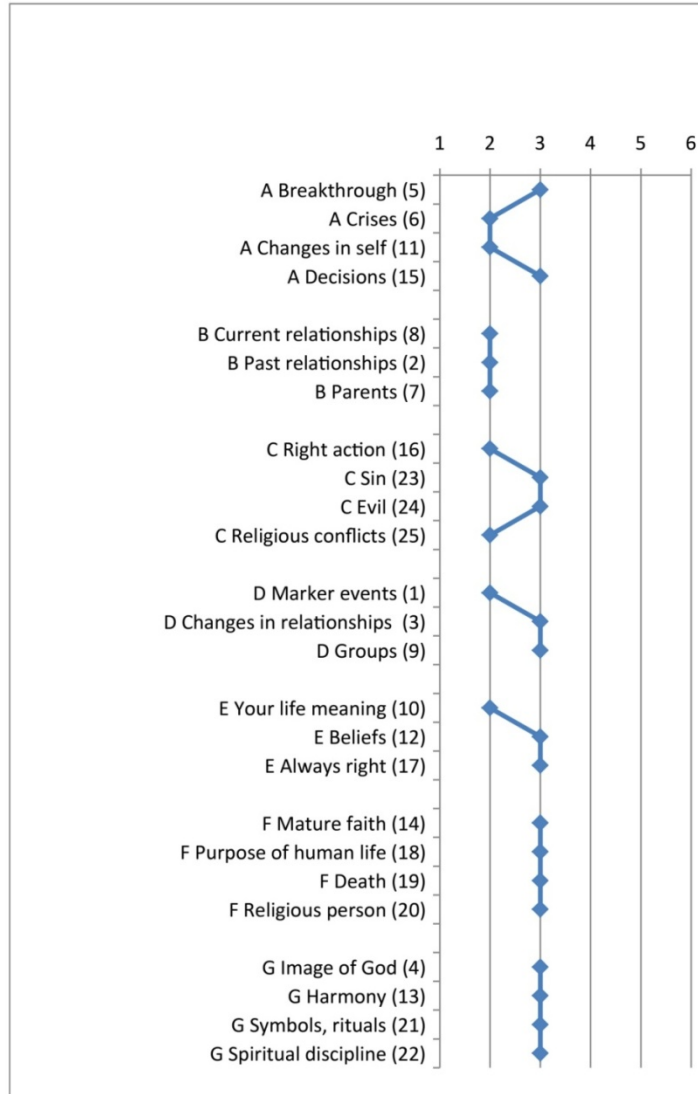 1 2 3 4 5 6
A Breakthrough (5)
A Crises (6)
A Changes in self (11)
A Decisions (15)
B Current relationships (8)
B Past relationships (2)
B Parents (7)
C Right action (16)
C Sin (23)
C Evil (24)
C Religious conflicts (25)
D Marker events (1)
D Changes in relationships  (3)
D Groups (9)
E Your life meaning (10)
E Beliefs (12)
E Always right (17)
F Mature faith (14)
F Purpose of human life (18)
F Death (19)
F Religious person (20)
G Image of God (4)
G Harmony (13)
G Symbols, rituals (21)
G Spiritual discipline (22)